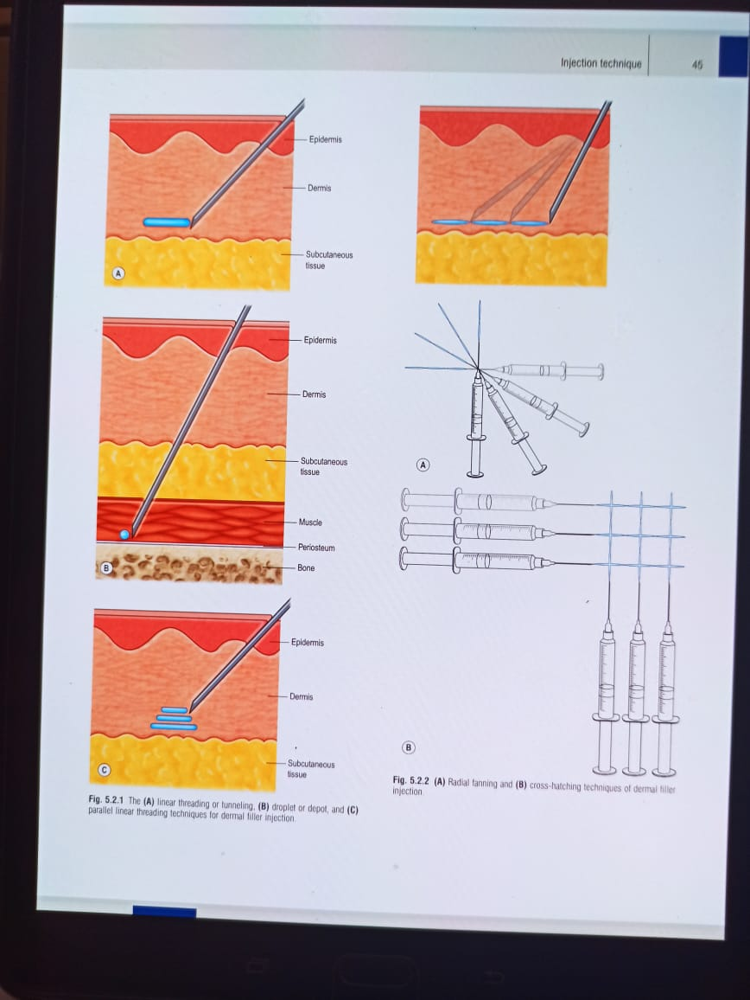 Injection technique 45
Epidermis
Dermis
Subcutaneous
tissue
A
Epidermis
Dermis
Subcutaneous
tissue
Muscle
Periosteum
Bone
B
Epidermis
Dermis
Subcutaneous
tissue
C
Fig. 5.2.1 The (A) linear threading or tunneling, (B) droplet or depot, and (C)
parallel linear threading techniques for dermal filler injection.
A
B
Fig. 5.2.2 (A) Radial fanning and (B) cross-hatching techniques of dermal filler
injection.